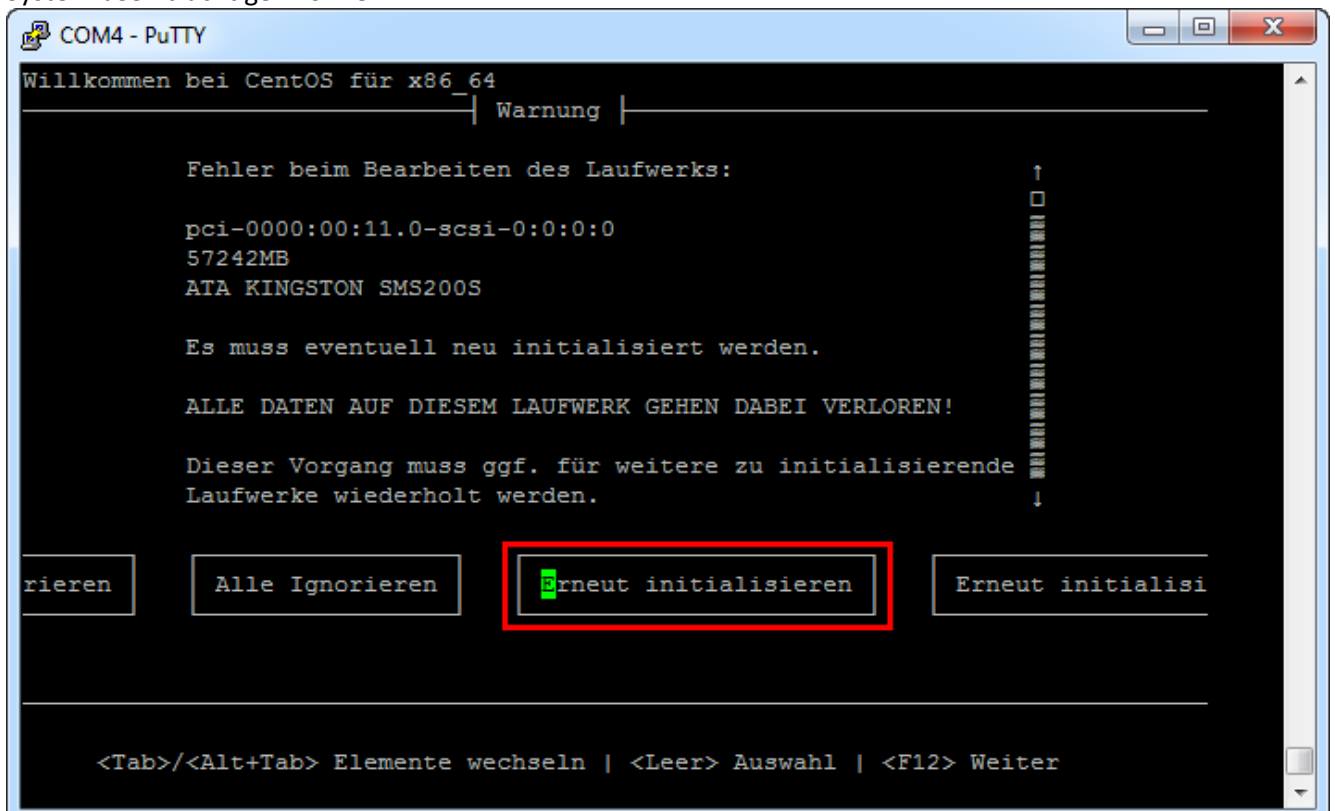 COM4 - PuTTY
Willkommen bei CentOS für x86_64
Warnung
Fehler beim Bearbeiten des Laufwerks:
pci-0000:00:11.0-scsi-0:0:0:0
57242MB
ATA KINGSTON SMS200S
Es muss eventuell neu initialisiert werden.
ALLE DATEN AUF DIESEM LAUFWERK GEHEN DABEI VERLOREN!
Dieser Vorgang muss ggf. für weitere zu initialisierende
Laufwerke wiederholt werden.
rieren Alle Ignorieren Erneut initialisieren Erneut initialisi
<Tab>/<Alt+Tab> Elemente wechseln | <Leer> Auswahl | <F12> Weiter